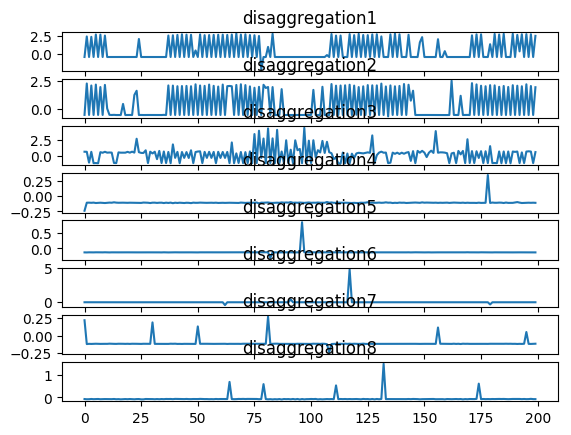 disaggregation1
2.5
0.0
disaggregation2
2.5
0.0
disaggregation3
2.5
0.0
disaggregation4
0.25
0.00
−0.25
disaggregation5
0.5
0.0
disaggregation6
5
0
disaggregation7
0.25
0.00
−0.25
disaggregation8
1
0
0 25 50 75 100 125 150 175 200